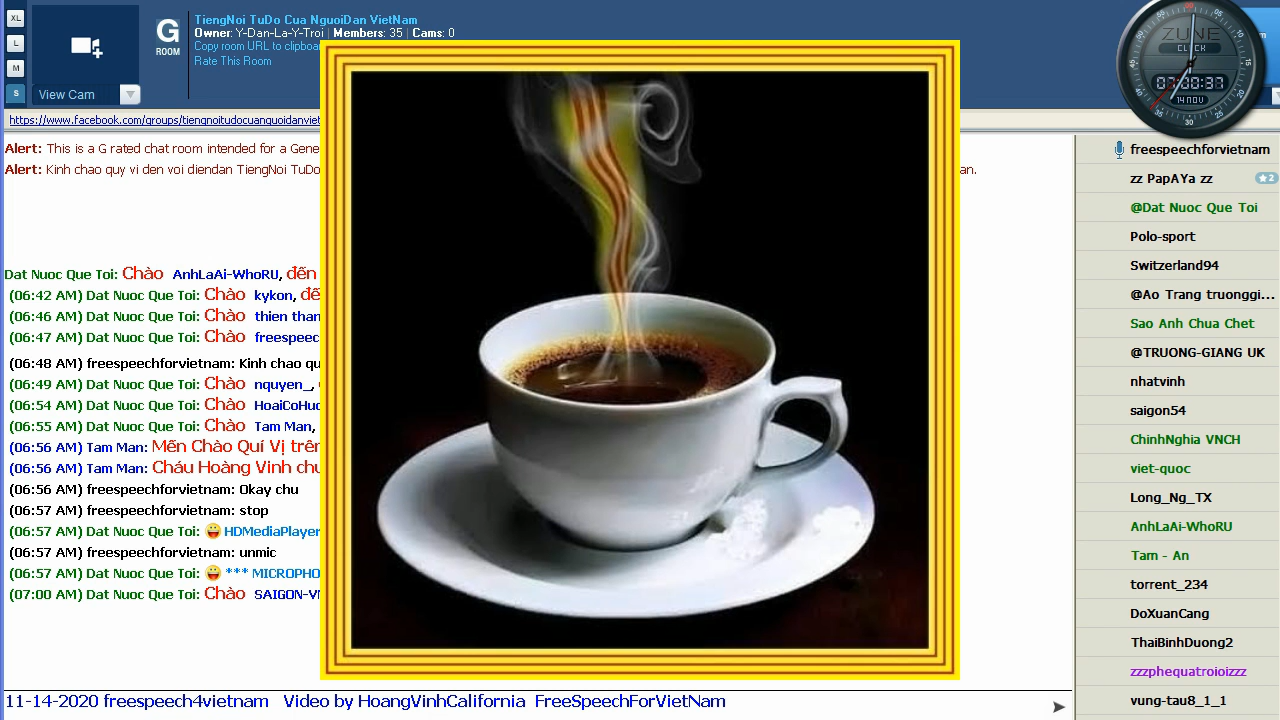 XL
L
M
S
View Cam
G
ROOM
TiengNoi TuDo Cua NguoiDan VietNam
Owner: Y-Dan-La-Y-Troi | Members: 35 | Cams: 0
Copy room URL to clipboa
Rate This Room
https://www.facebook.com/groups/tiengnoitudocuanguoidanviet
Alert: This is a G rated chat room intended for a Gene
Alert: Kinh chao quy vi den voi diendan TiengNoi TuDo
an.
Dat Nuoc Que Toi: Chào AnhLaAi-WhoRU, đến
(06:42 AM) Dat Nuoc Que Toi: Chào kykon, đế
(06:46 AM) Dat Nuoc Que Toi: Chào thien than
(06:47 AM) Dat Nuoc Que Toi: Chào freespeec
(06:48 AM) freespeechforvietnam: Kinh chao qu
(06:49 AM) Dat Nuoc Que Toi: Chào nguyen_,
(06:54 AM) Dat Nuoc Que Toi: Chào HoaiCoHuo
(06:55 AM) Dat Nuoc Que Toi: Chào Tam Man,
(06:56 AM) Tam Man: Mến Chào Quí Vị trên
(06:56 AM) Tam Man: Cháu Hoàng Vinh chu
(06:56 AM) freespeechforvietnam: Okay chu
(06:57 AM) freespeechforvietnam: stop
(06:57 AM) Dat Nuoc Que Toi: HDMediaPlayer
(06:57 AM) freespeechforvietnam: unmic
(06:57 AM) Dat Nuoc Que Toi: *** MICROPHO
(07:00 AM) Dat Nuoc Que Toi: Chào SAIGON-VN
11-14-2020 freespeech4vietnam Video by HoangVinhCalifornia FreeSpeechForVietNam
ZUNE
CLOCK
07:00:37
14 NOV
freespeechforvietnam
zz PapAYa zz
2
@Dat Nuoc Que Toi
Polo-sport
Switzerland94
@Ao Trang truonggi...
Sao Anh Chua Chet
@TRUONG-GIANG UK
nhatvinh
saigon54
ChinhNghia VNCH
viet-quoc
Long_Ng_TX
AnhLaAi-WhoRU
Tam - An
torrent_234
DoXuanCang
ThaiBinhDuong2
zzzphequatroioizzz
vung-tau8_1_1